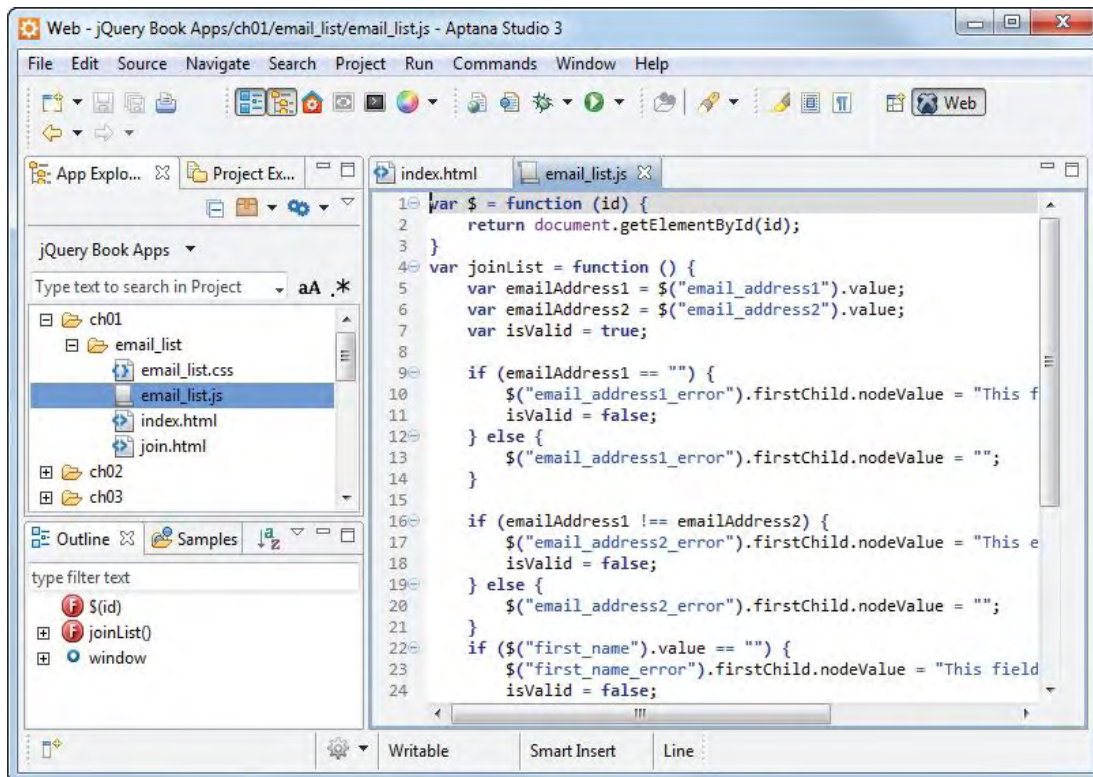 Web - jQuery Book Apps/ch01/email_list/email_list.js - Aptana Studio 3
File Edit Source Navigate Search Project Run Commands Window Help
Web
App Explo... Project Ex...
jQuery Book Apps
Type text to search in Project aA .*
ch01
email_list
email_list.css
email_list.js
index.html
join.html
ch02
ch03
Outline Samples
type filter text
$(id)
joinList()
window
index.html email_list.js
1 var $ = function (id) {
2     return document.getElementById(id);
3 }
4 var joinList = function () {
5     var emailAddress1 = $("email_address1").value;
6     var emailAddress2 = $("email_address2").value;
7     var isValid = true;
8
9     if (emailAddress1 == "") {
10         $("email_address1_error").firstChild.nodeValue = "This f
11         isValid = false;
12     } else {
13         $("email_address1_error").firstChild.nodeValue = "";
14     }
15
16     if (emailAddress1 !== emailAddress2) {
17         $("email_address2_error").firstChild.nodeValue = "This e
18         isValid = false;
19     } else {
20         $("email_address2_error").firstChild.nodeValue = "";
21     }
22     if ($("first_name").value == "") {
23         $("first_name_error").firstChild.nodeValue = "This field
24         isValid = false;
Writable Smart Insert Line